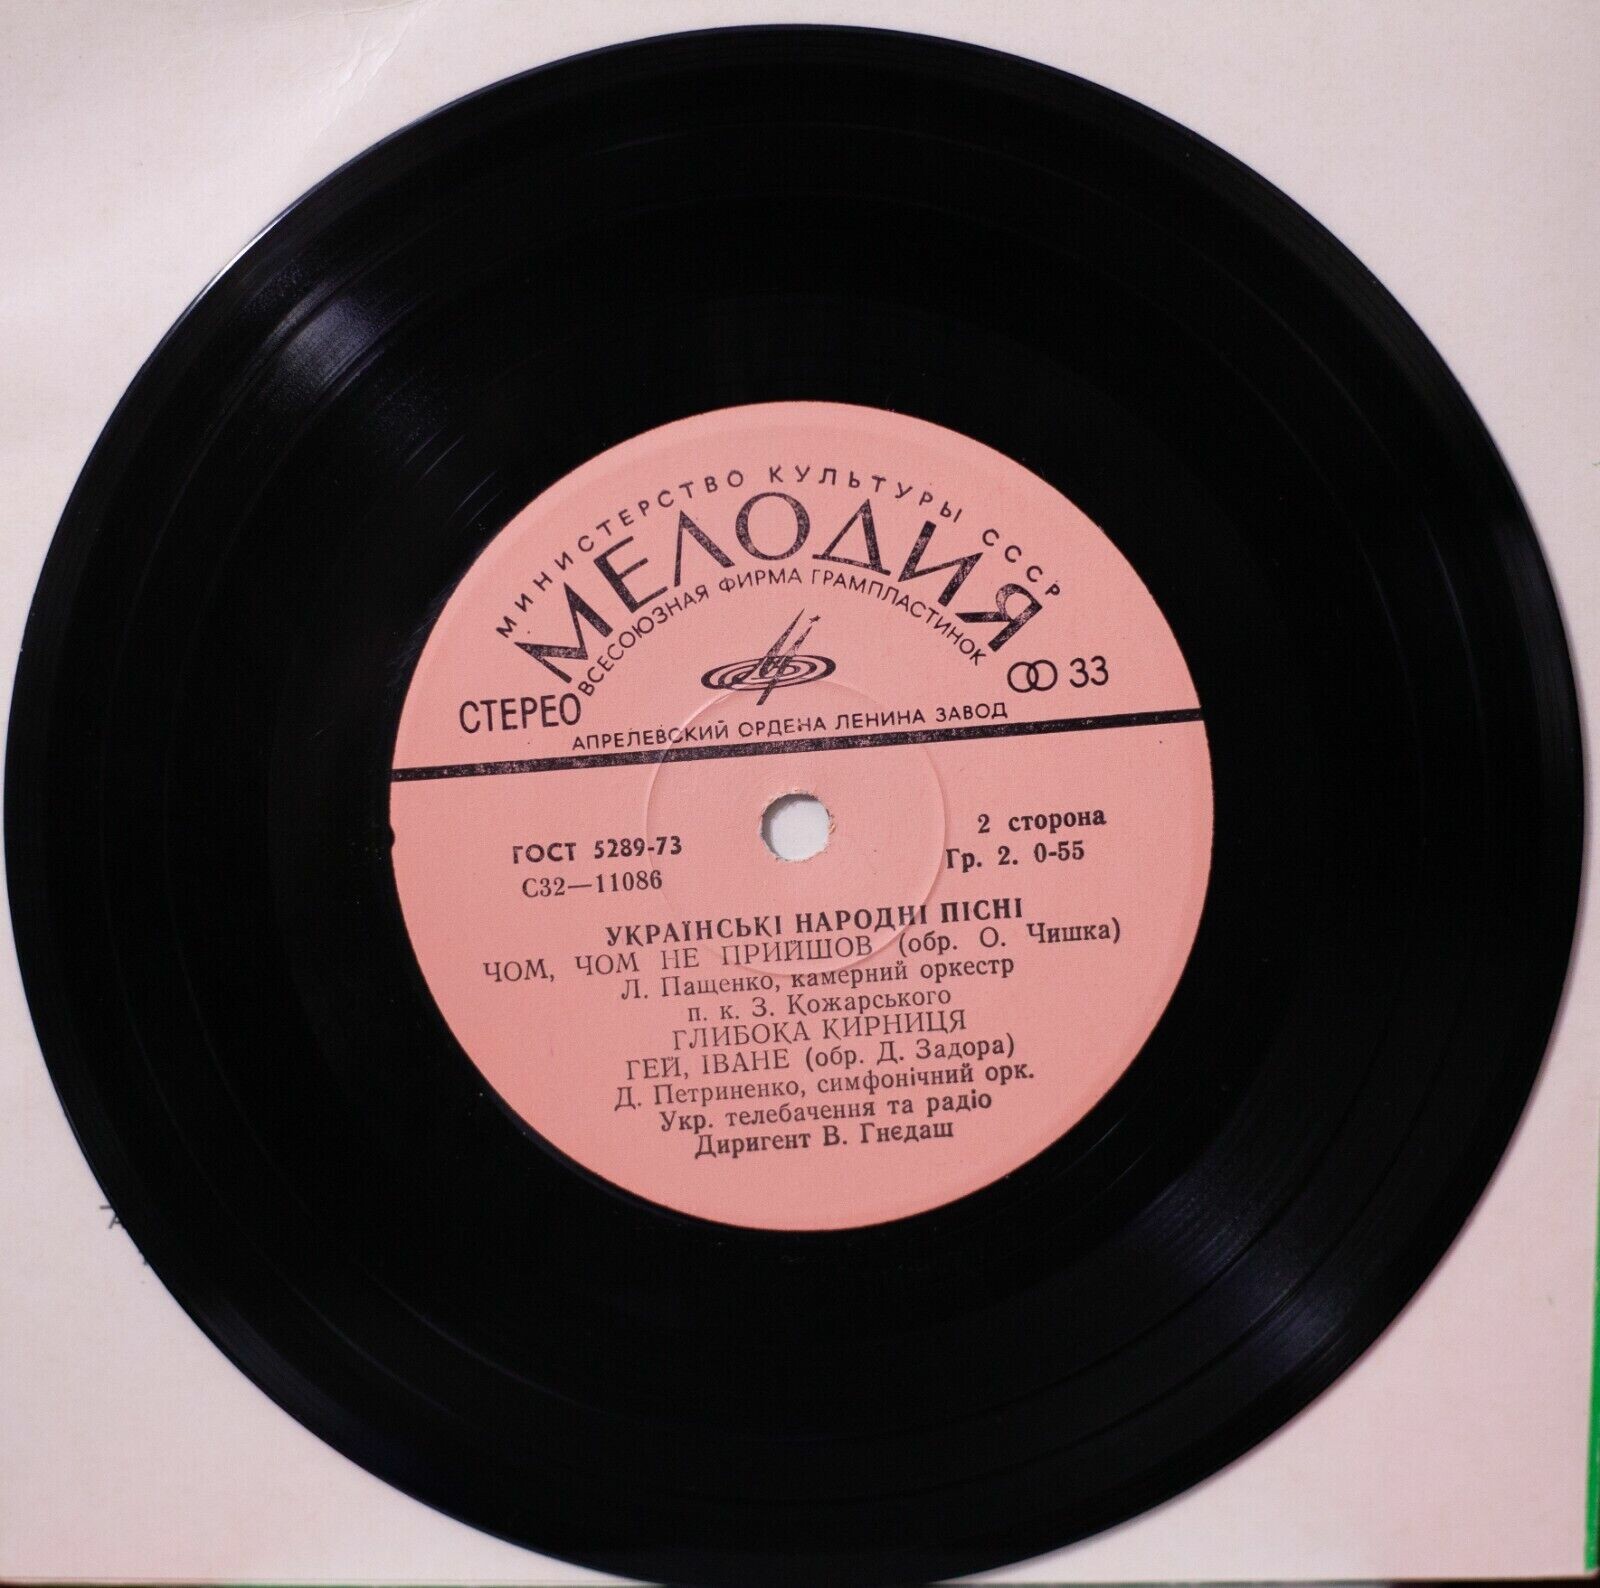 МИНИСТЕРСТВО КУЛЬТУРЫ СССР
МЕЛОДИЯ
ВСЕСОЮЗНАЯ ФИРМА ГРАМПЛАСТИНОК
СТЕРЕО
33
АПРЕЛЕВСКИЙ ОРДЕНА ЛЕНИНА ЗАВОД
ГОСТ 5289-73
2 сторона
С32—11086
Гр. 2. 0-55
УКРАЇНСЬКІ НАРОДНІ ПІСНІ
ЧОМ, ЧОМ НЕ ПРИЙШОВ (обр. О. Чишка)
Л. Пащенко, камерний оркестр
п. к. З. Кожарського
ГЛИБОКА КИРНИЦЯ
ГЕЙ, ІВАНЕ (обр. Д. Задора)
Д. Петриненко, симфонічний орк.
Укр. телебачення та радіо
Диригент В. Гнєдаш